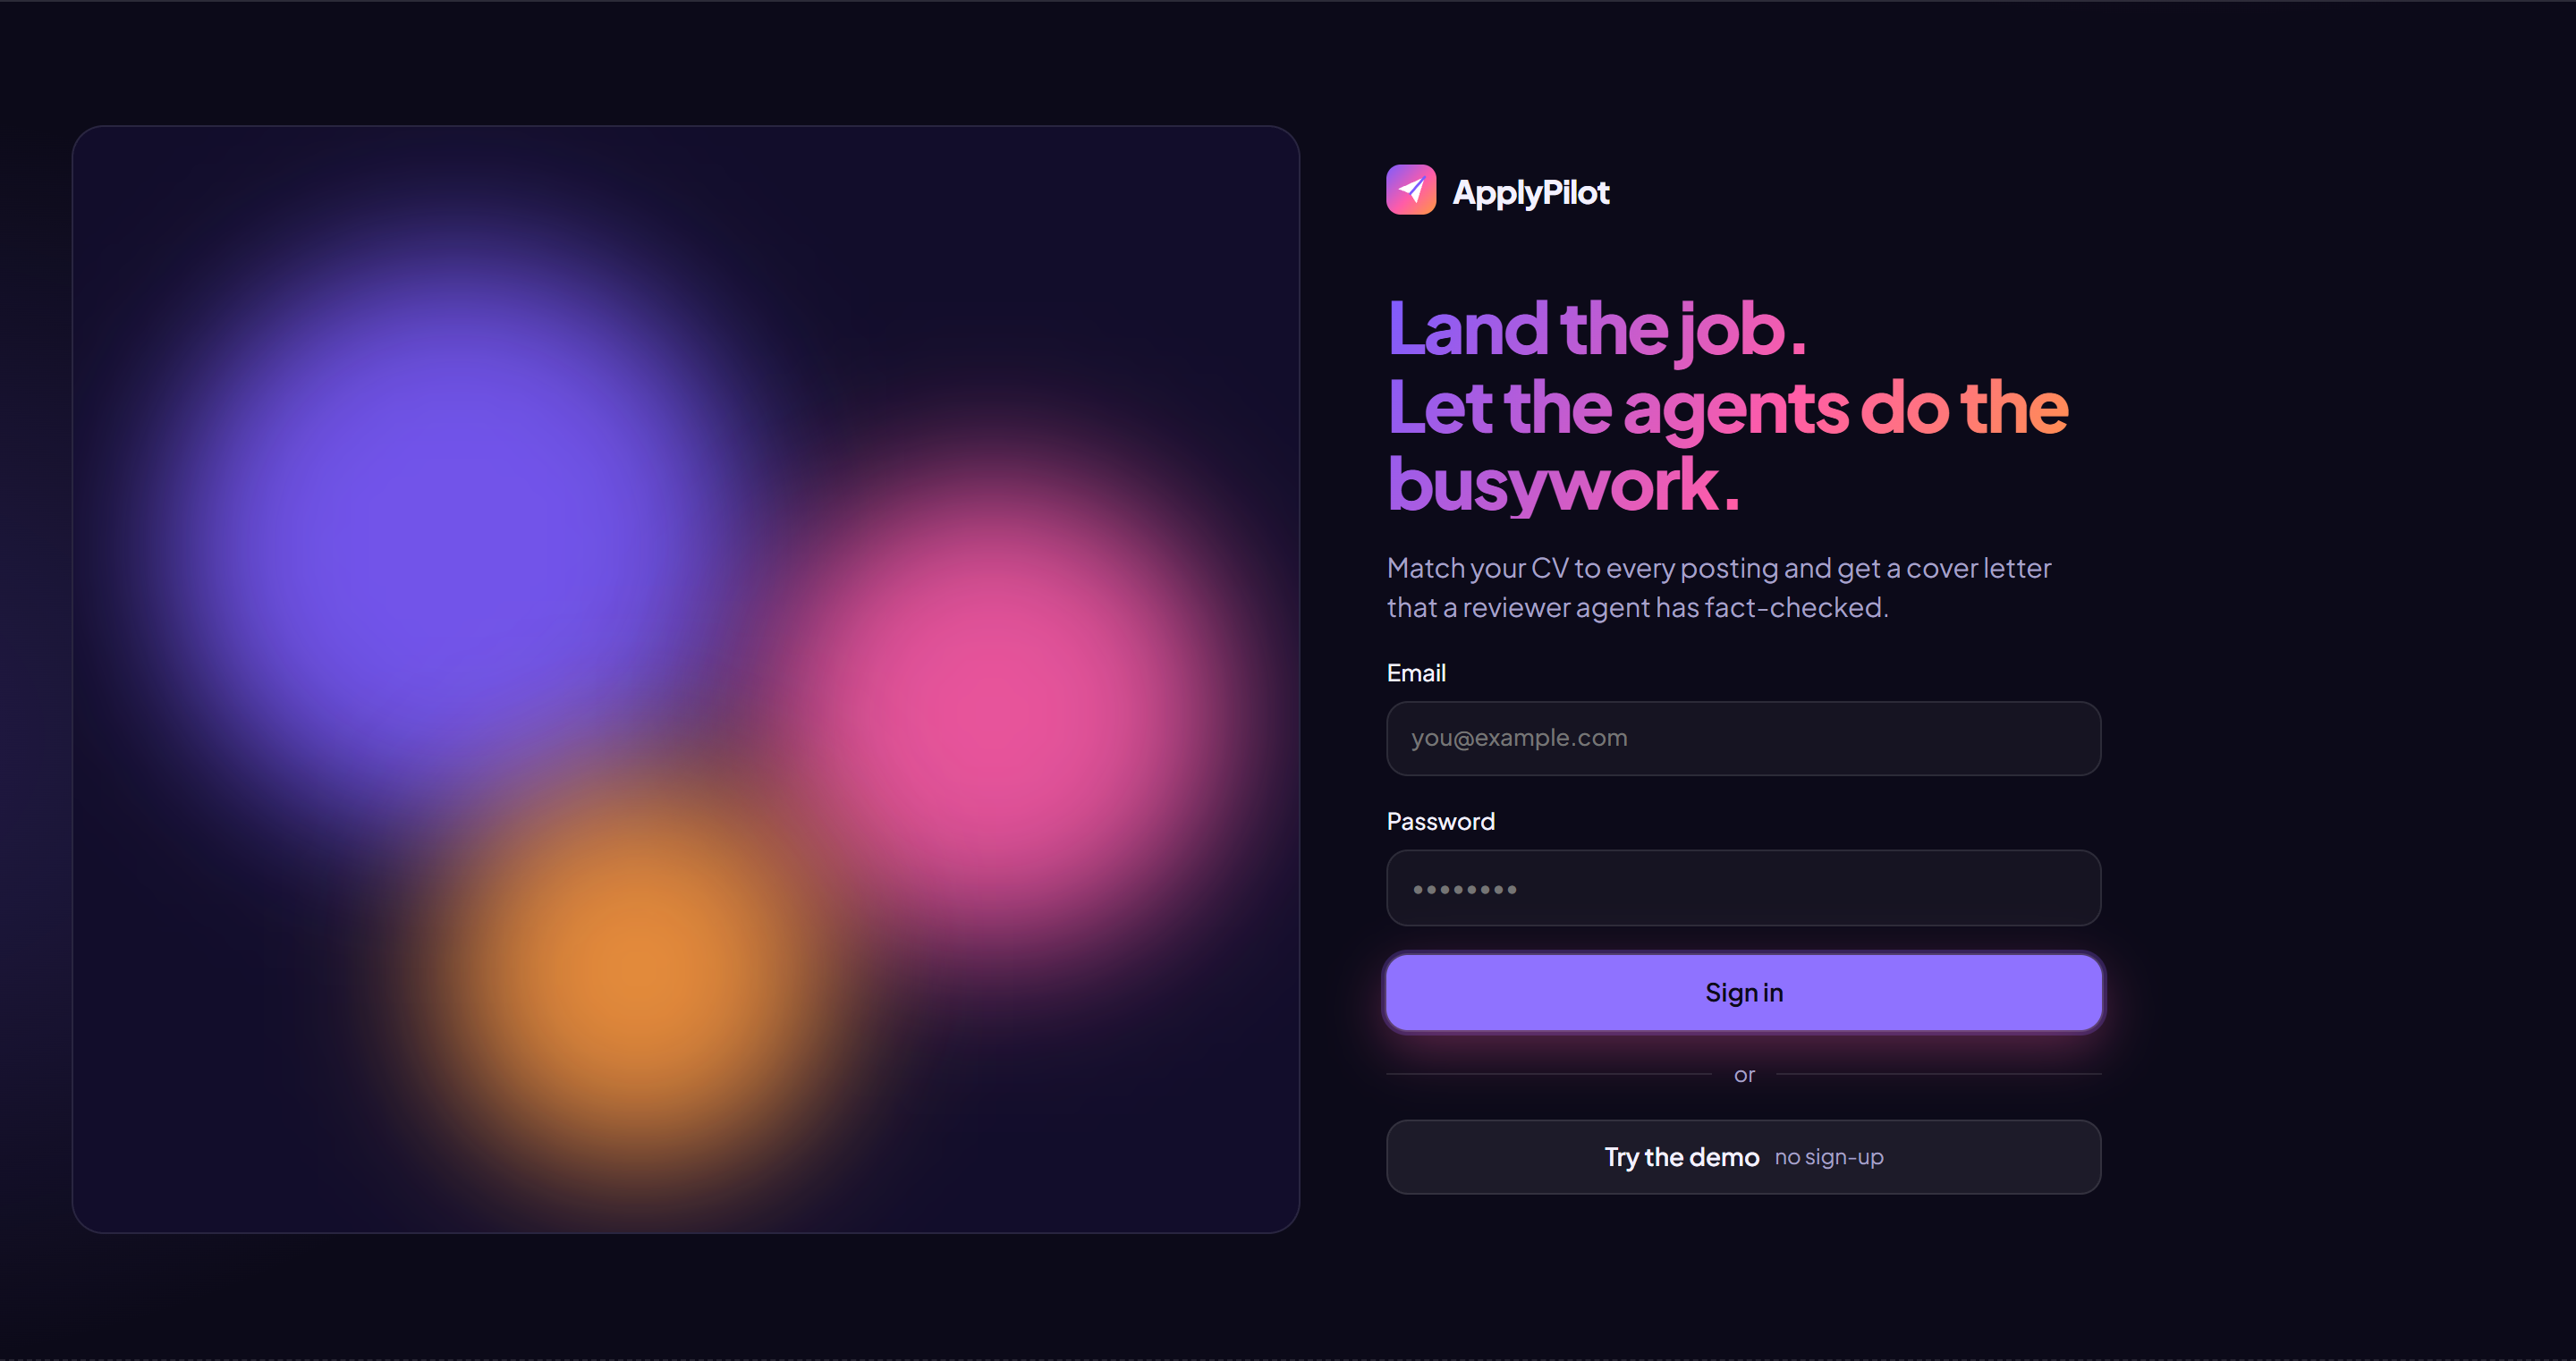 ApplyPilot
Land the job.
Let the agents do the
busywork.
Match your CV to every posting and get a cover letter
that a reviewer agent has fact-checked.
Email
you@example.com
Password
••••••••
Sign in
or
Try the demo no sign-up